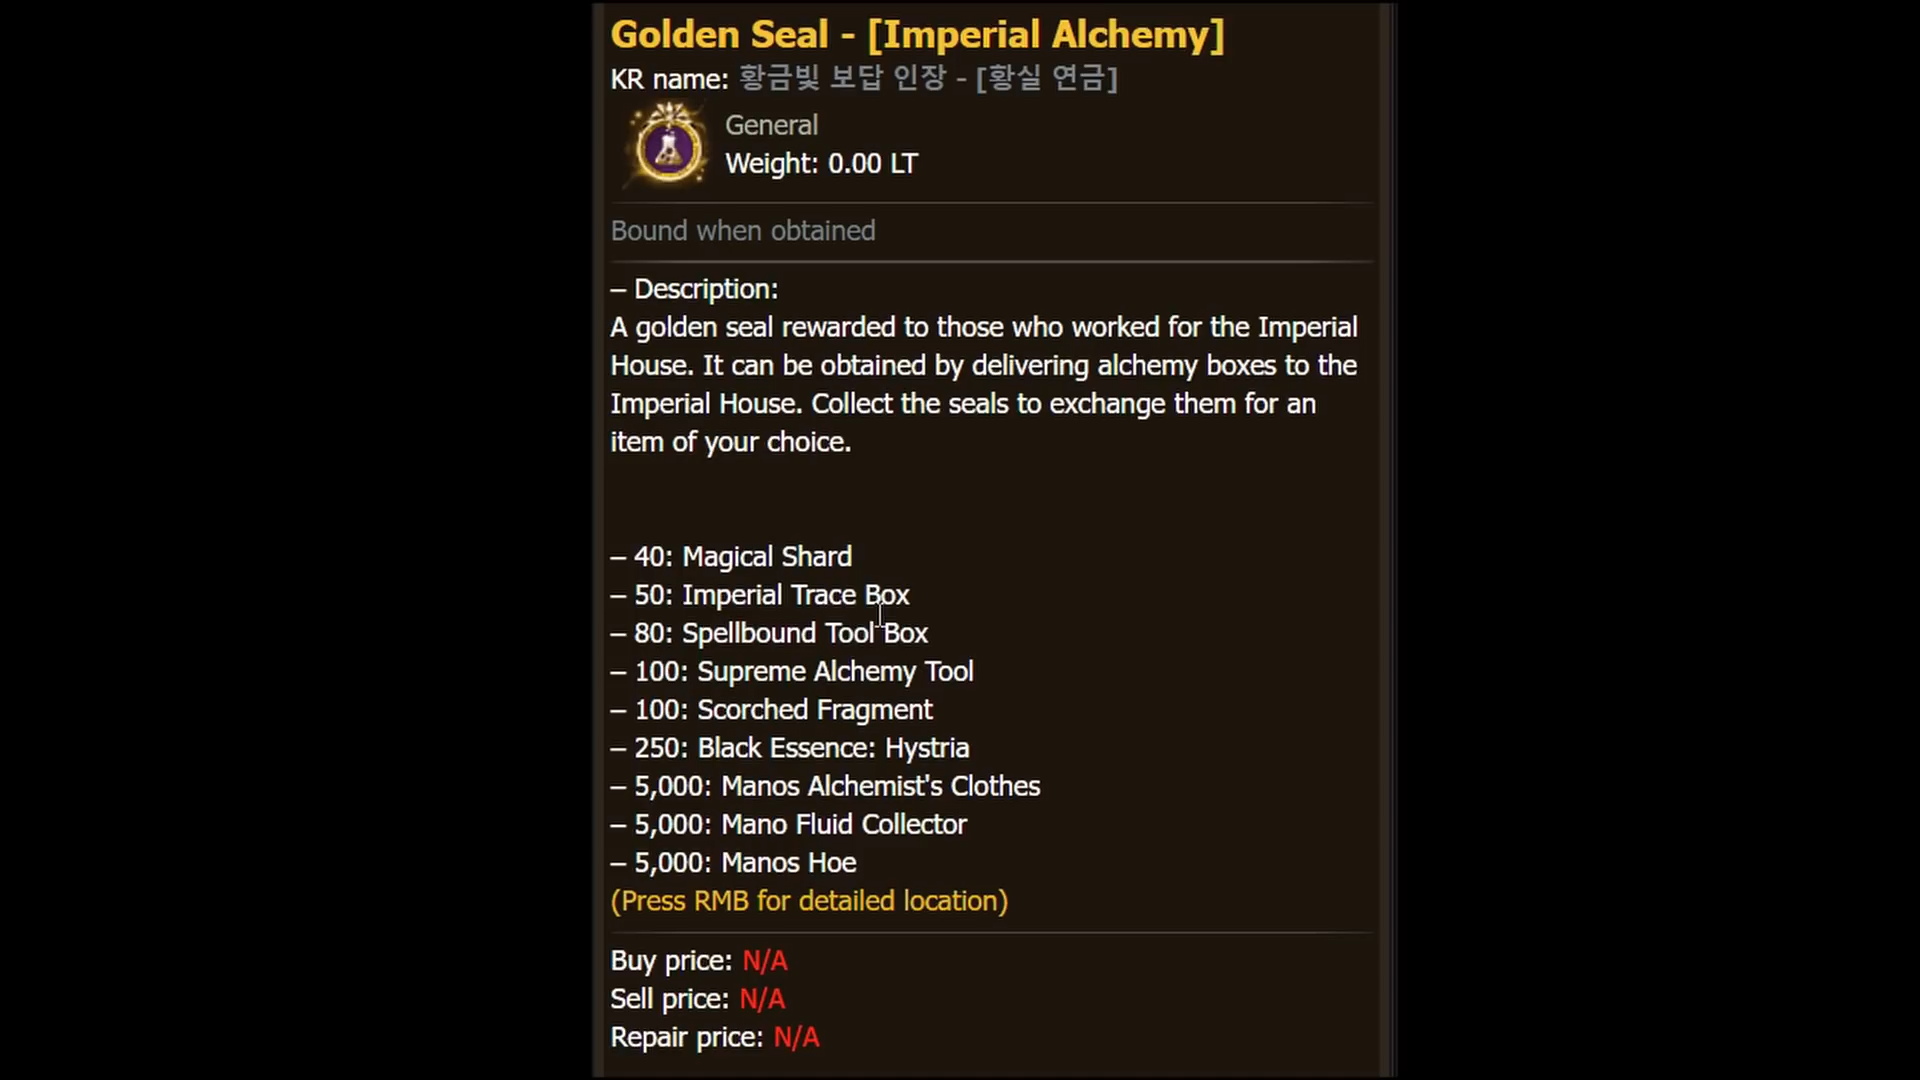 Golden Seal - [Imperial Alchemy]
KR name: 황금빛 보답 인장 - [황실 연금]
General
Weight: 0.00 LT
Bound when obtained
– Description:
A golden seal rewarded to those who worked for the Imperial
House. It can be obtained by delivering alchemy boxes to the
Imperial House. Collect the seals to exchange them for an
item of your choice.
– 40: Magical Shard
– 50: Imperial Trace Box
– 80: Spellbound Tool Box
– 100: Supreme Alchemy Tool
– 100: Scorched Fragment
– 250: Black Essence: Hystria
– 5,000: Manos Alchemist's Clothes
– 5,000: Mano Fluid Collector
– 5,000: Manos Hoe
(Press RMB for detailed location)
Buy price: N/A
Sell price: N/A
Repair price: N/A